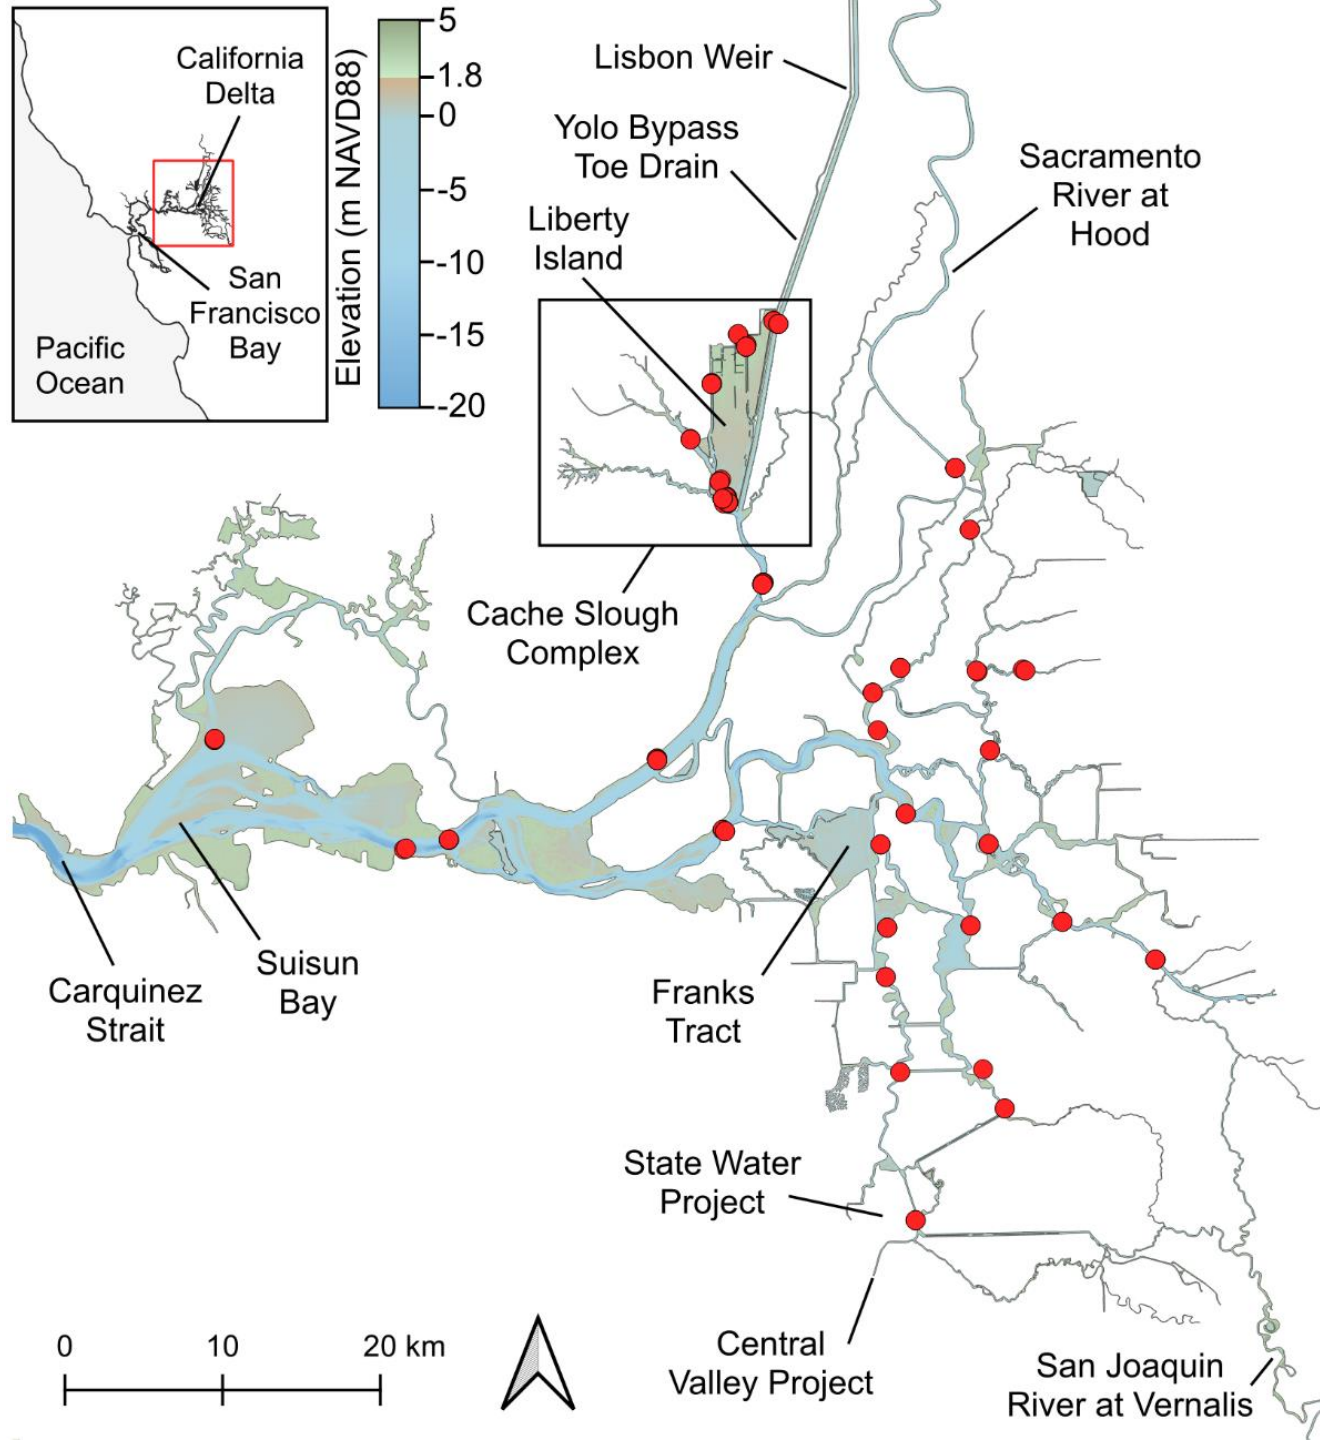 California
Delta
San
Francisco
Bay
Pacific
Ocean
Elevation (m NAVD88)
5
1.8
0
-5
-10
-15
-20
Lisbon Weir
Yolo Bypass
Toe Drain
Liberty
Island
Sacramento
River at
Hood
Cache Slough
Complex
Carquinez
Strait
Suisun
Bay
Franks
Tract
State Water
Project
Central
Valley Project
San Joaquin
River at Vernalis
0 10 20 km